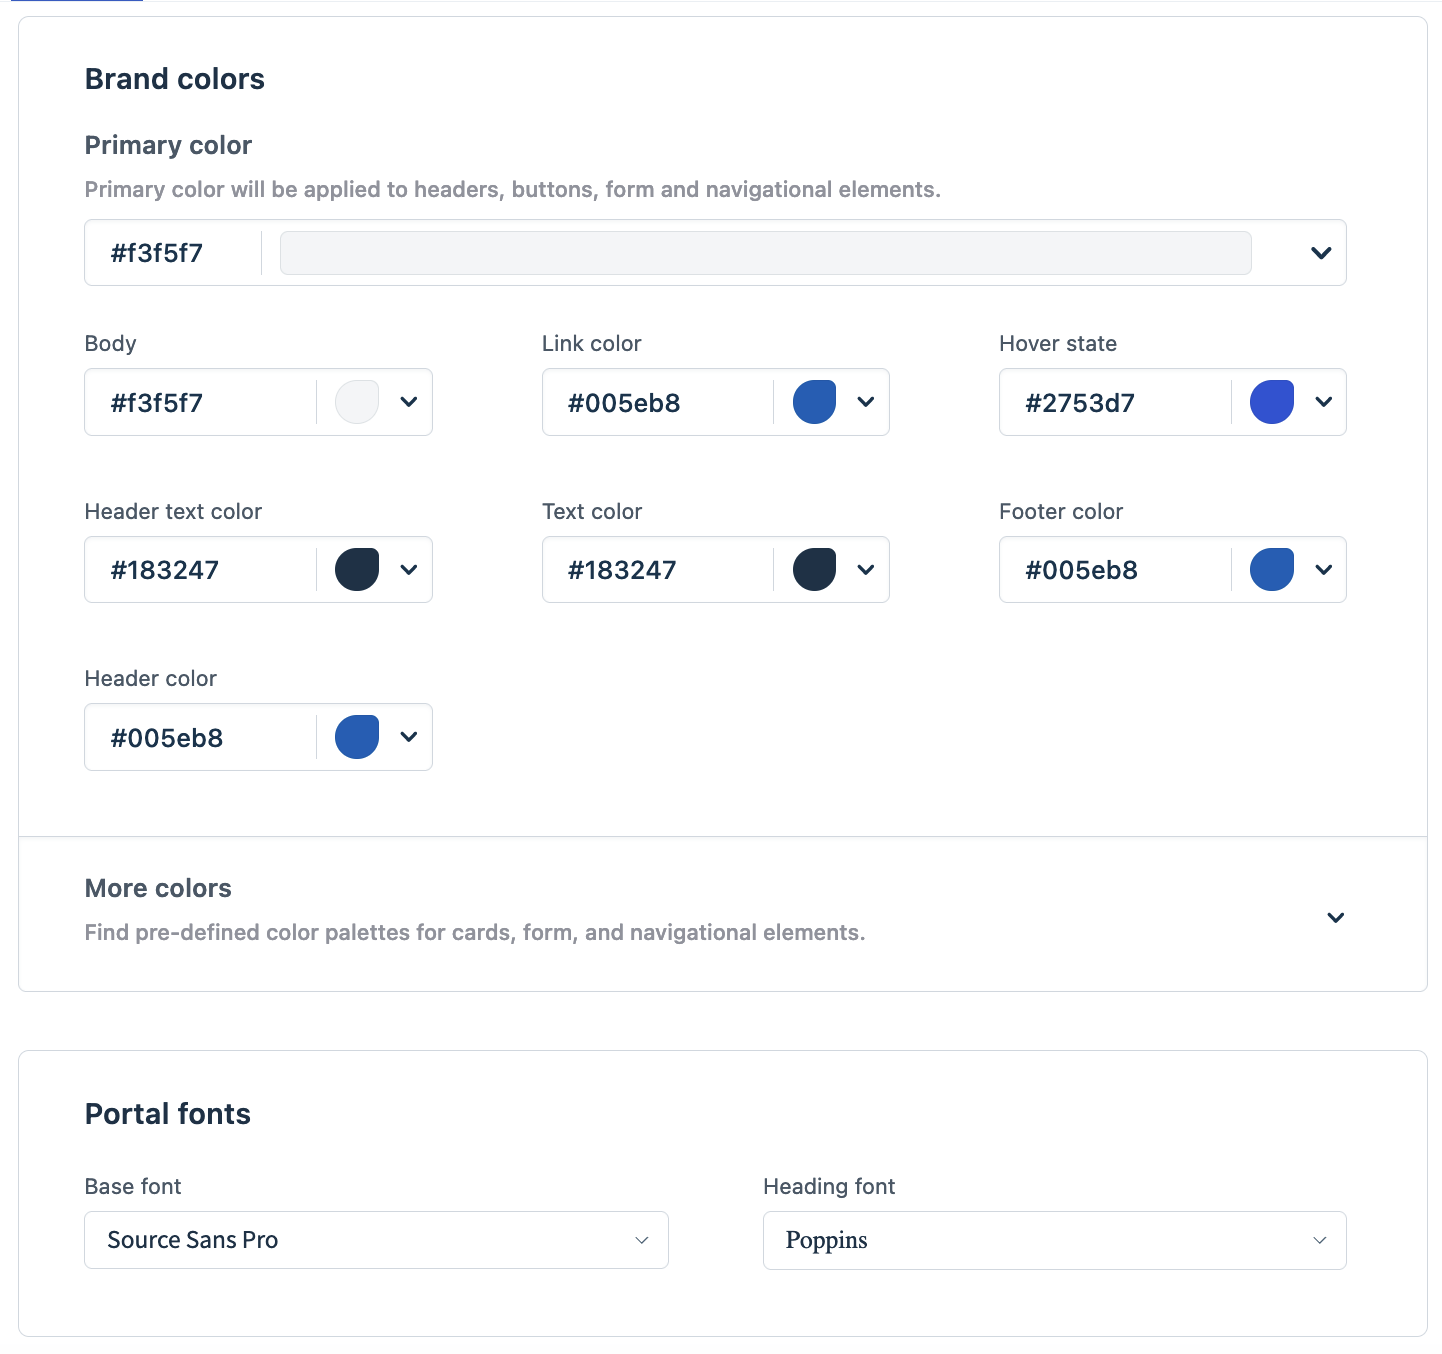 Brand colors
Primary color
Primary color will be applied to headers, buttons, form and navigational elements.
#f3f5f7
Body
Link color
Hover state
#f3f5f7
#005eb8
#2753d7
Header text color
Text color
Footer color
#183247
#183247
#005eb8
Header color
#005eb8
More colors
Find pre-defined color palettes for cards, form, and navigational elements.
Portal fonts
Base font
Heading font
Source Sans Pro
Poppins